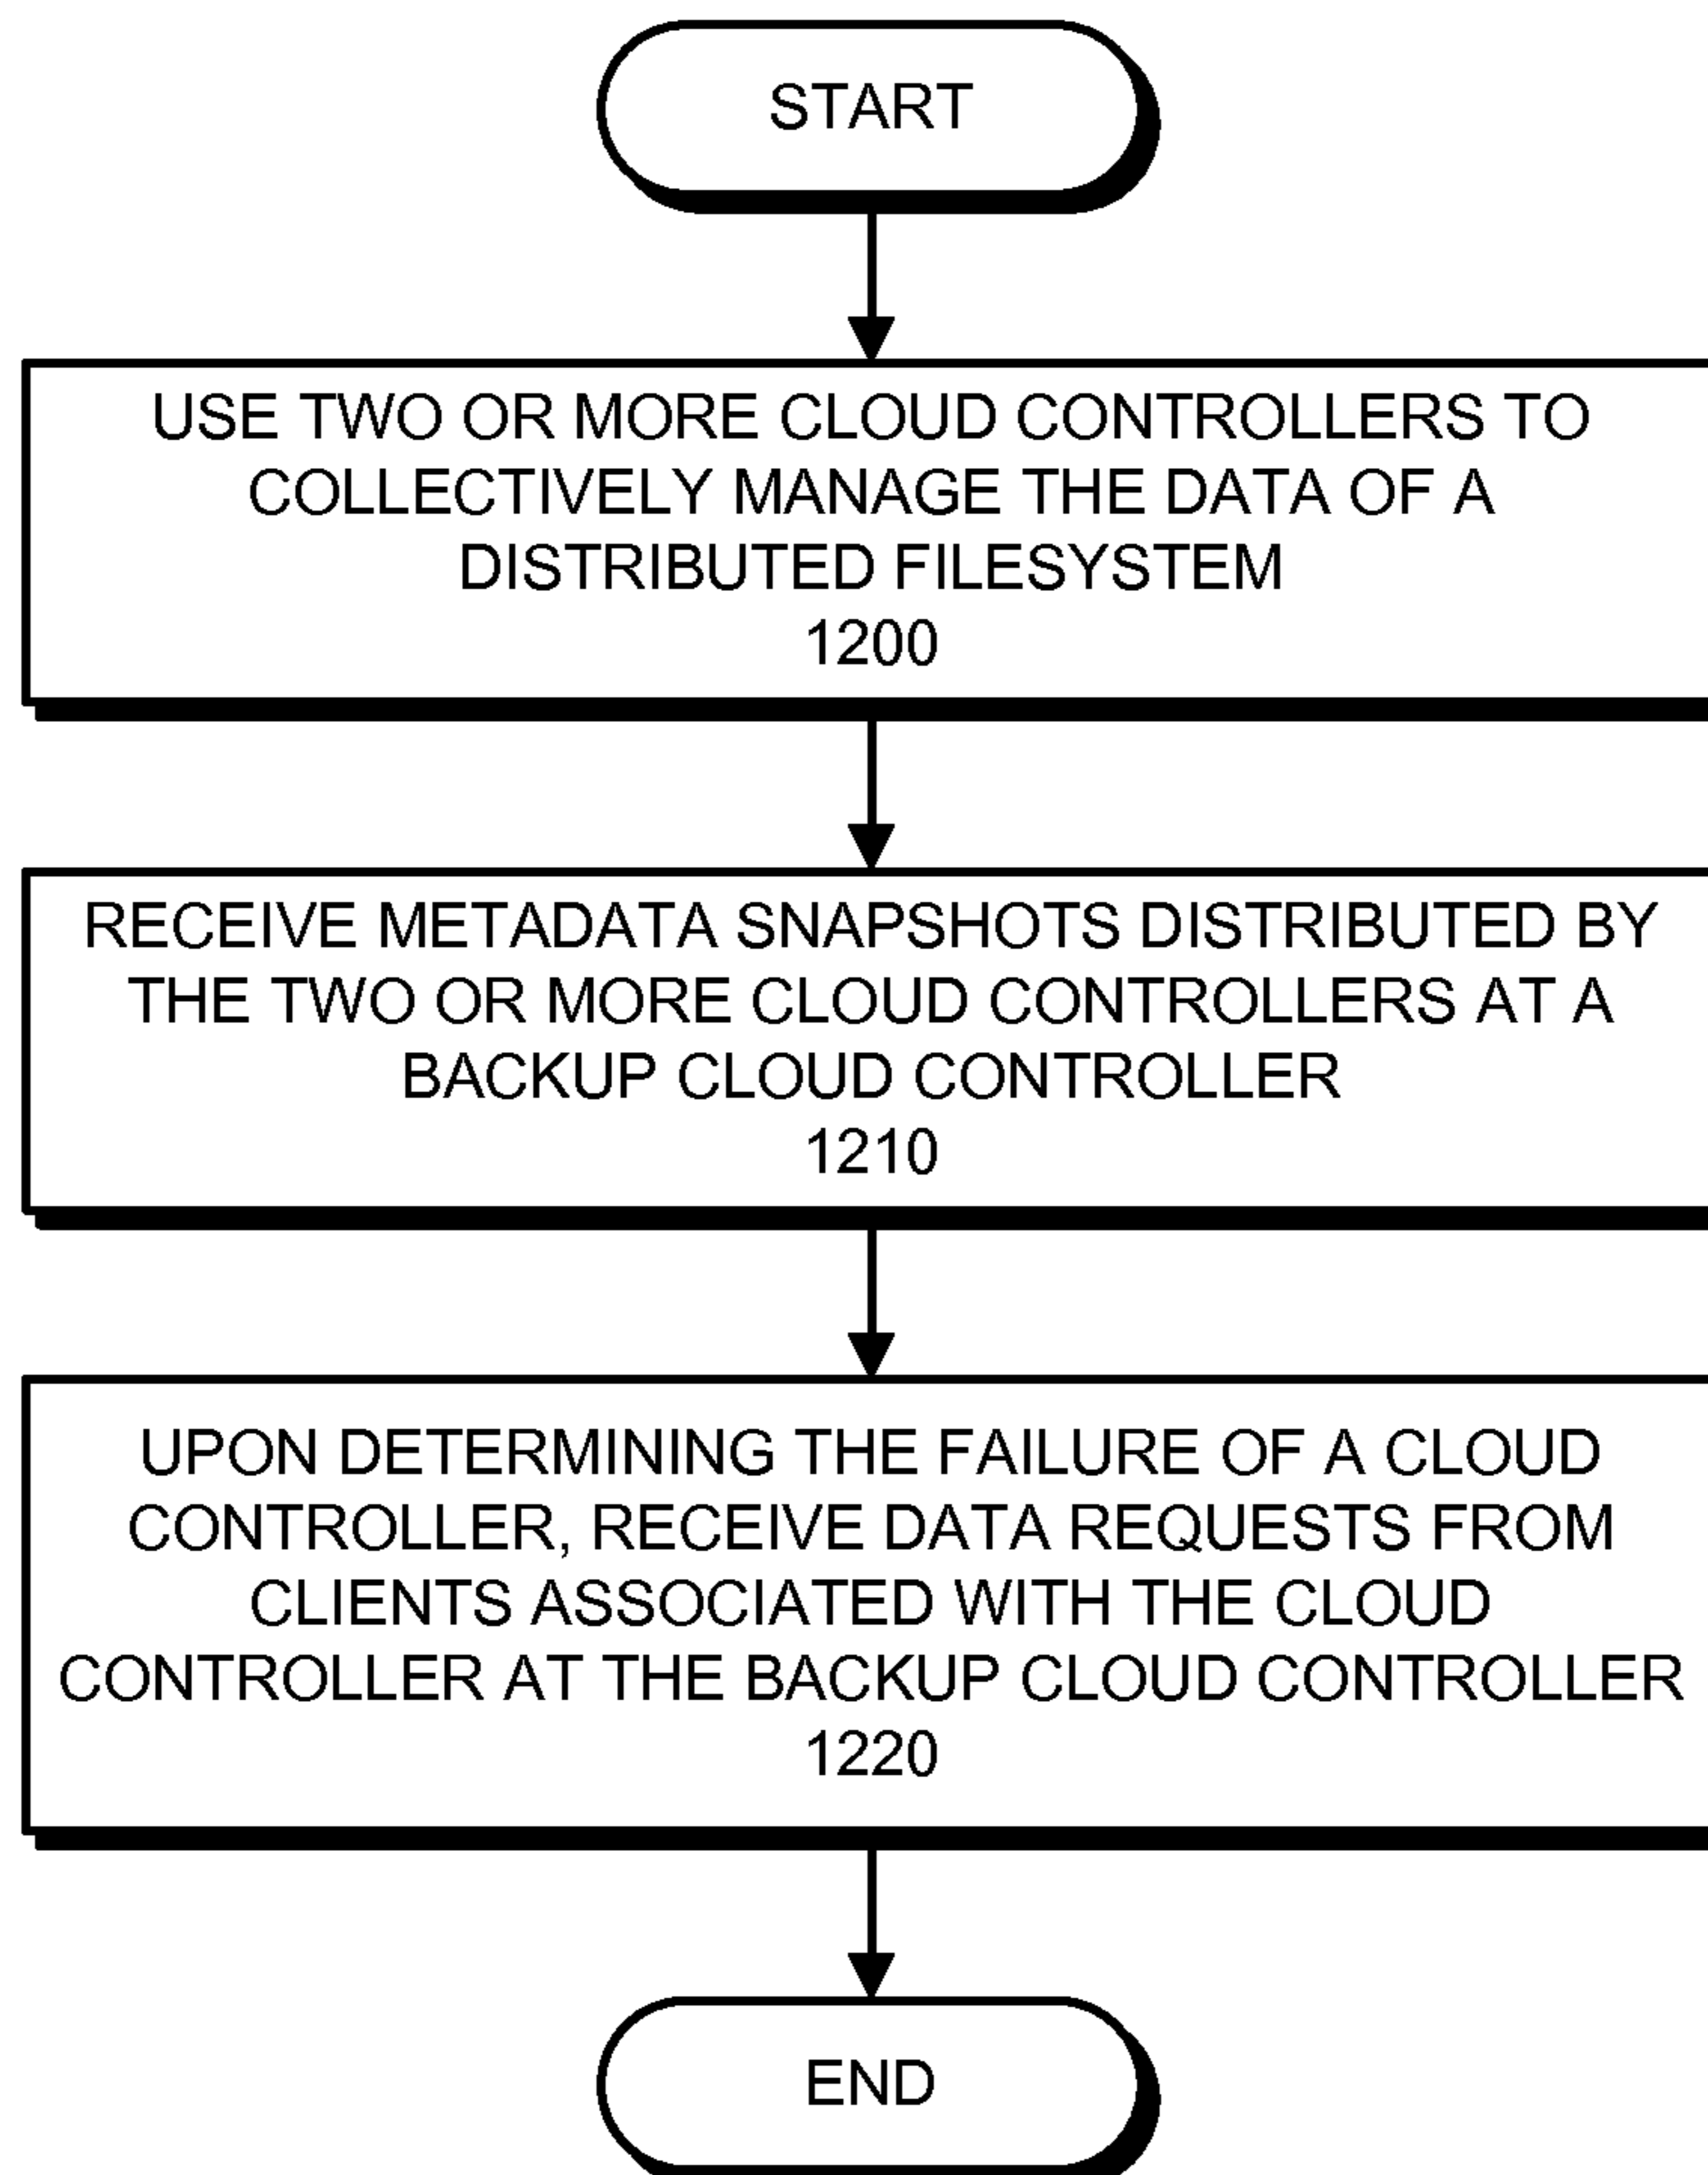 START
USE TWO OR MORE CLOUD CONTROLLERS TO
COLLECTIVELY MANAGE THE DATA OF A
DISTRIBUTED FILESYSTEM
1200
RECEIVE METADATA SNAPSHOTS DISTRIBUTED BY
THE TWO OR MORE CLOUD CONTROLLERS AT A
BACKUP CLOUD CONTROLLER
1210
UPON DETERMINING THE FAILURE OF A CLOUD
CONTROLLER, RECEIVE DATA REQUESTS FROM
CLIENTS ASSOCIATED WITH THE CLOUD
CONTROLLER AT THE BACKUP CLOUD CONTROLLER
1220
END